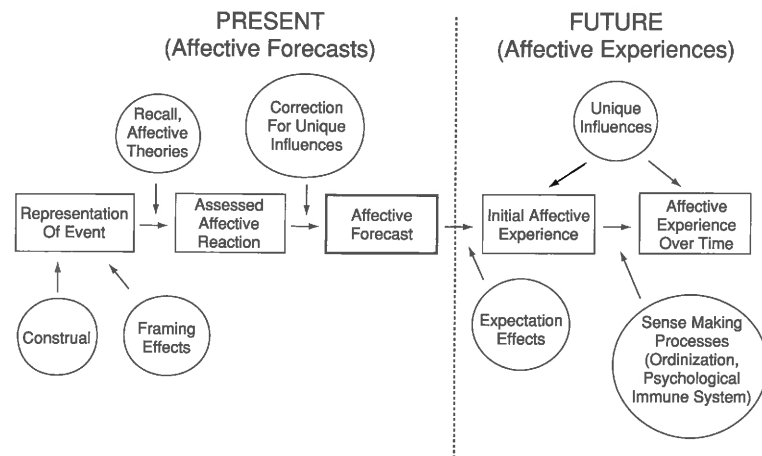 PRESENT
(Affective Forecasts)
FUTURE
(Affective Experiences)
Recall,
Affective
Theories
Correction
For Unique
Influences
Unique
Influences
Representation
Of Event
Assessed
Affective
Reaction
Affective
Forecast
Initial Affective
Experience
Affective
Experience
Over Time
Construal
Framing
Effects
Expectation
Effects
Sense Making
Processes
(Ordinization,
Psychological
Immune System)